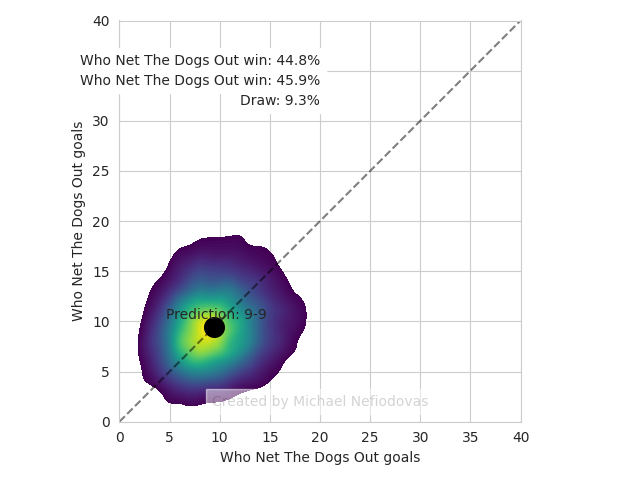 40
Who Net The Dogs Out win: 44.8%
Who Net The Dogs Out win: 45.9%
Draw: 9.3%
30
25
20
15
10
5
0
Who Net The Dogs Out goals
Prediction: 9-9
Created by Michael Nefiodovas
0 5 10 15 20 25 30 35 40
Who Net The Dogs Out goals